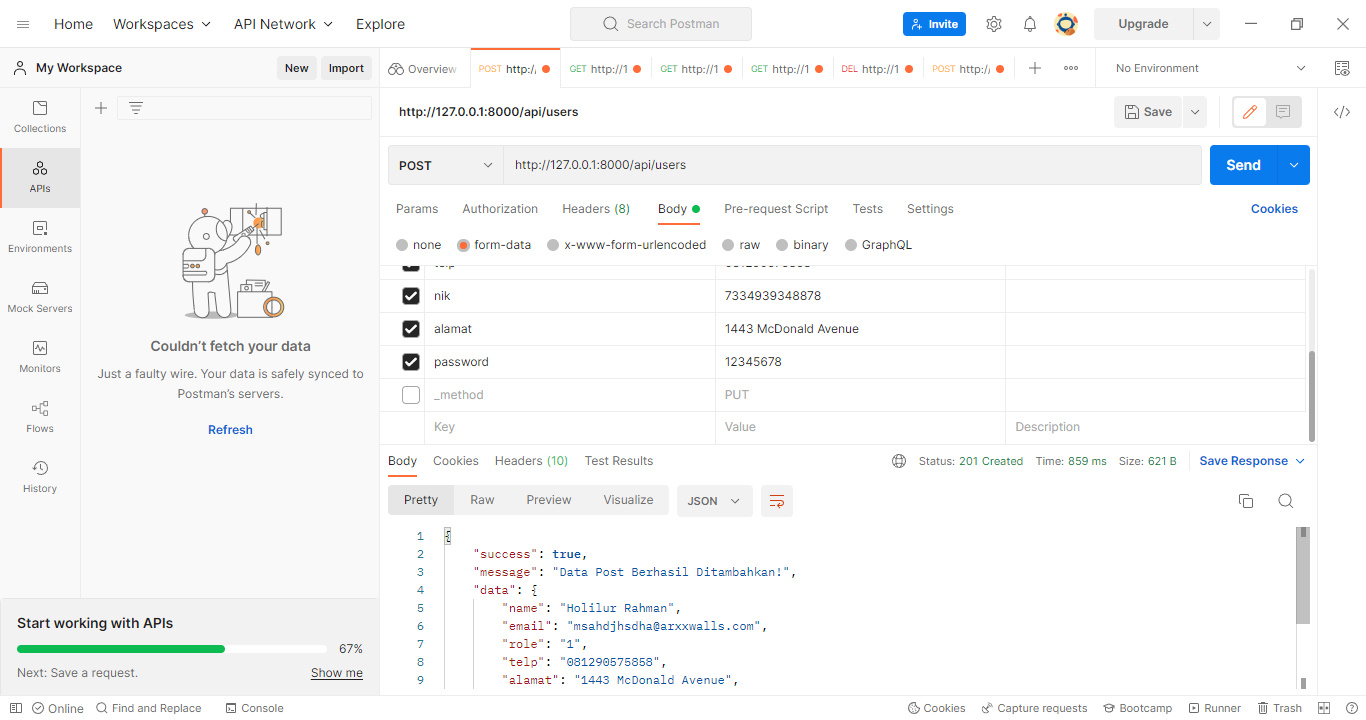 Home Workspaces API Network Explore Search Postman Invite Upgrade
My Workspace New Import Overview POST http:/ GET http://1 GET http://1 GET http://1 DEL http://1 POST http:/ No Environment
Collections
APIs
Environments
Mock Servers
Monitors
Flows
History
Couldn't fetch your data
Just a faulty wire. Your data is safely synced to
Postman's servers.
Refresh
Start working with APIs
67%
Next: Save a request. Show me
http://127.0.0.1:8000/api/users Save
POST http://127.0.0.1:8000/api/users Send
Params Authorization Headers (8) Body Pre-request Script Tests Settings Cookies
none form-data x-www-form-urlencoded raw binary GraphQL
nik 7334939348878
alamat 1443 McDonald Avenue
password 12345678
_method PUT
Key Value Description
Body Cookies Headers (10) Test Results Status: 201 Created Time: 859 ms Size: 621 B Save Response
Pretty Raw Preview Visualize JSON
1 {
2 "success": true,
3 "message": "Data Post Berhasil Ditambahkan!",
4 "data": {
5 "name": "Holilur Rahman",
6 "email": "msahdjhsdha@arxxwalls.com",
7 "role": "1",
8 "telp": "081290575858",
9 "alamat": "1443 McDonald Avenue",
Online Find and Replace Console Cookies Capture requests Bootcamp Runner Trash